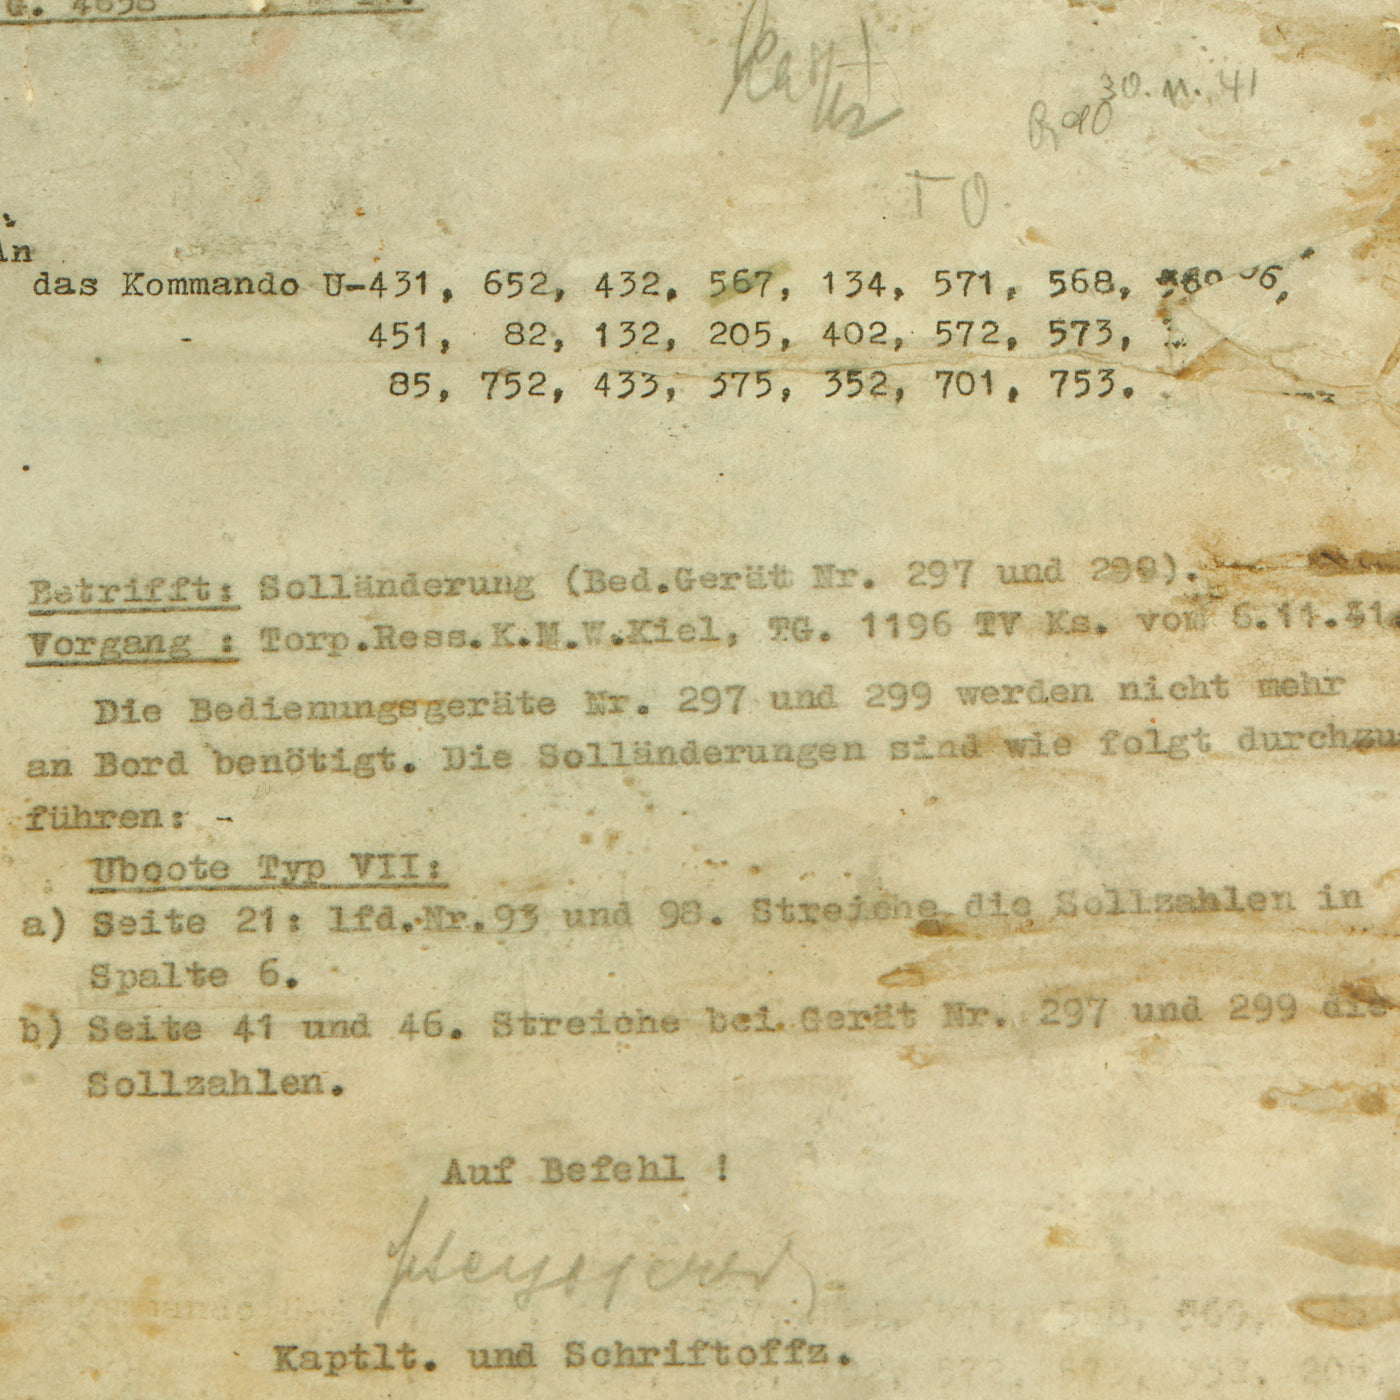 G. 4698
30. 11. 41
T O.
An
das Kommando U-431, 652, 432, 567, 134, 571, 568,
- 451, 82, 132, 205, 402, 572, 573,
85, 752, 433, 375, 352, 701, 753.
Betrifft: Solländerung (Bed.Gerät Nr. 297 und 299).
Vorgang : Torp.Ress.K.M.W.Kiel, TG. 1196 TV Ks. vom 6.11.41.
Die Bedienungsgeräte Nr. 297 und 299 werden nicht mehr
an Bord benötigt. Die Solländerungen sind wie folgt durchzu
führen: -
Uboote Typ VII:
a) Seite 21: lfd.Nr.93 und 98. Streiche die Sollzahlen in
Spalte 6.
b) Seite 41 und 46. Streiche bei Gerät Nr. 297 und 299 die
Sollzahlen.
Auf Befehl !
Kaptlt. und Schriftoffz.